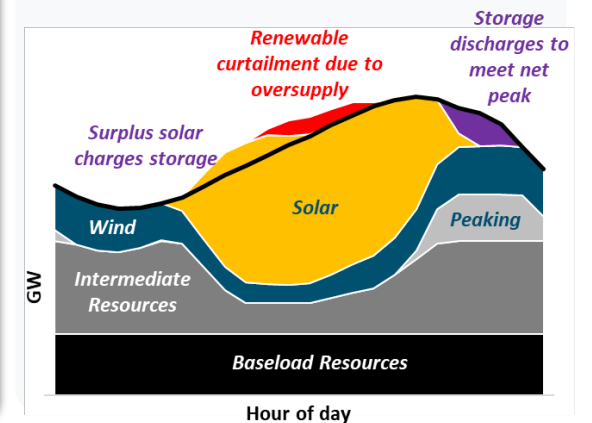 Storage
discharges to
meet net
peak
Renewable
curtailment due to
oversupply
Surplus solar
charges storage
Solar
Wind
Peaking
Intermediate
Resources
GW
Baseload Resources
Hour of day